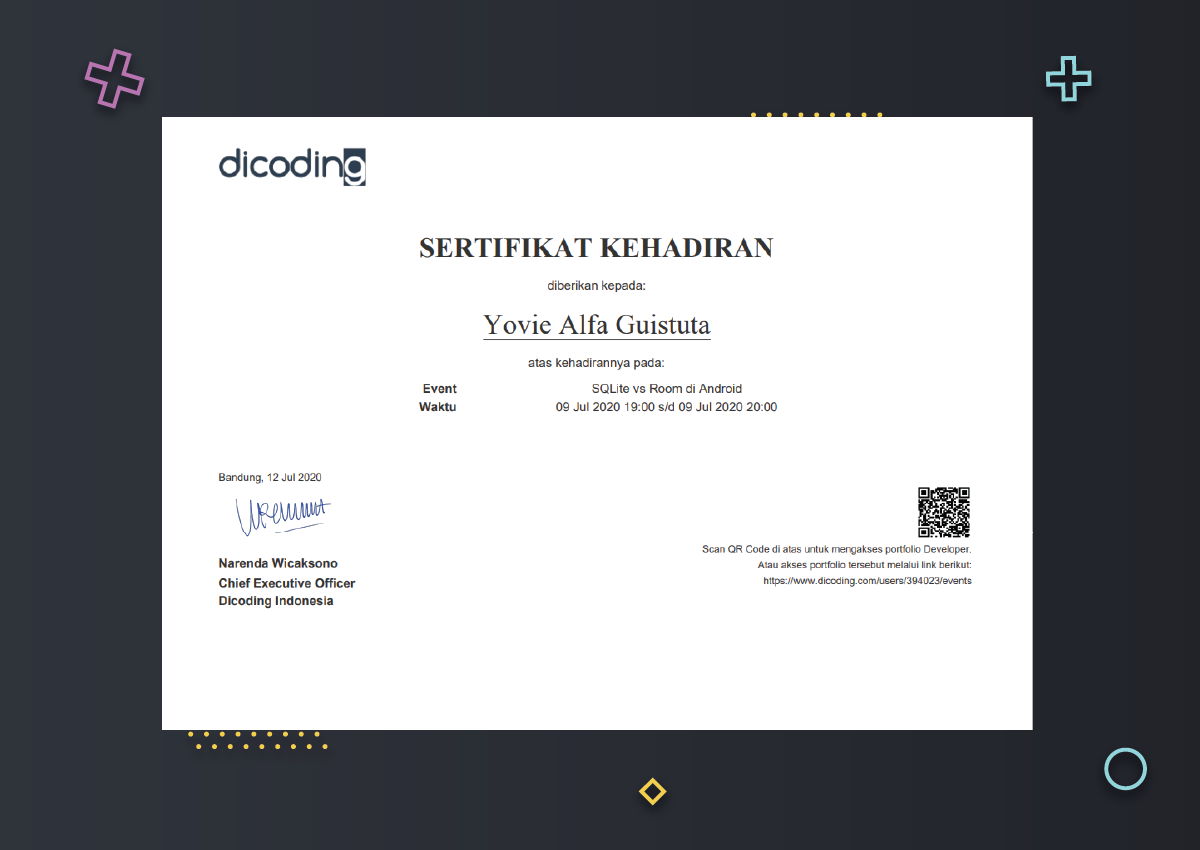 dicoding
SERTIFIKAT KEHADIRAN
diberikan kepada:
Yovie Alfa Guistuta
atas kehadirannya pada:
Event SQLite vs Room di Android
Waktu 09 Jul 2020 19:00 s/d 09 Jul 2020 20:00
Bandung, 12 Jul 2020
Narenda Wicaksono
Chief Executive Officer
Dicoding Indonesia
Scan QR Code di atas untuk mengakses portfolio Developer.
Atau akses portfolio tersebut melalui link berikut:
https://www.dicoding.com/users/394023/events